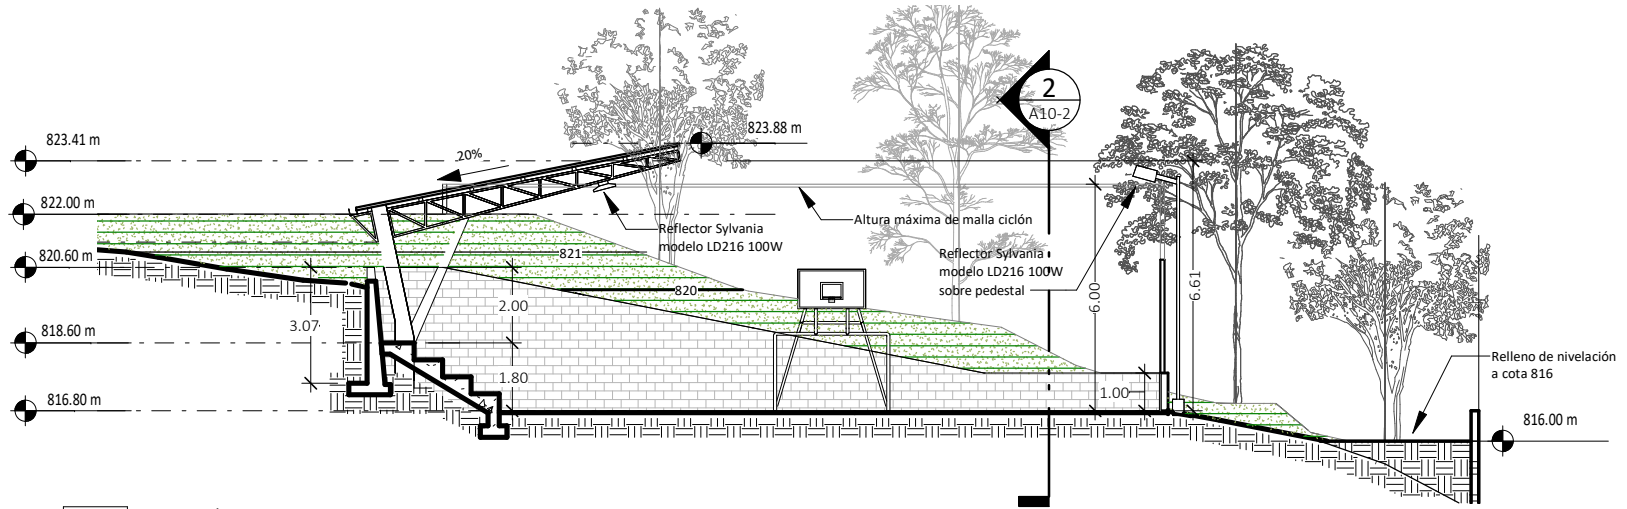 823.41 m
822.00 m
820.60 m
818.60 m
816.80 m
3.07
20%
823.88 m
2
A10-2
Reflector Sylvania
modelo LD216 100W
Altura máxima de malla ciclón
Reflector Sylvania
modelo LD216 100W
sobre pedestal
821
820
2.00
1.80
1.00
6.00
6.61
Relleno de nivelación
a cota 816
816.00 m